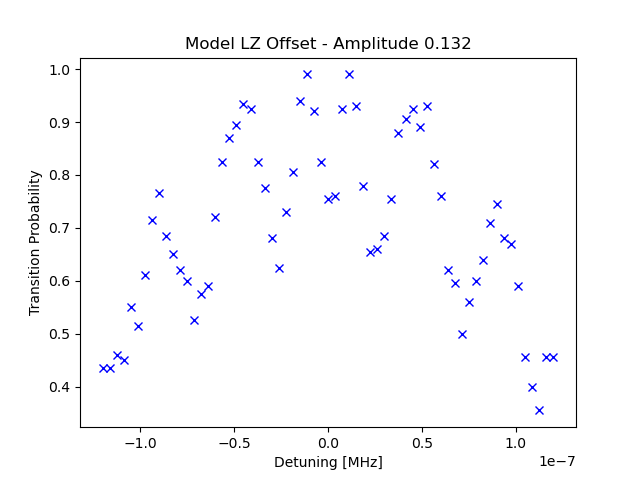 Model LZ Offset - Amplitude 0.132
Transition Probability
1.0
0.9
0.8
0.7
0.6
0.5
0.4
−1.0 −0.5 0.0 0.5 1.0
1e−7
Detuning [MHz]